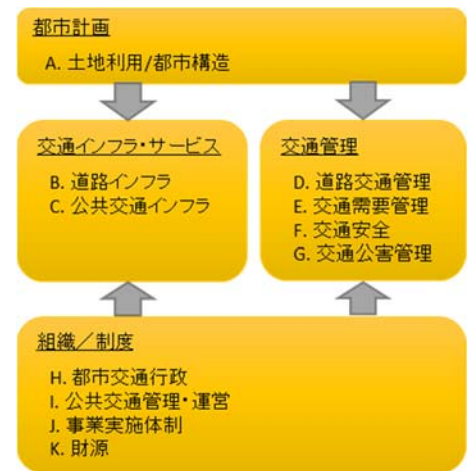 都市計画
A. 土地利用/都市構造
交通インフラ・サービス
B. 道路インフラ
C. 公共交通インフラ
交通管理
D. 道路交通管理
E. 交通需要管理
F. 交通安全
G. 交通公害管理
組織／制度
H. 都市交通行政
I. 公共交通管理・運営
J. 事業実施体制
K. 財源